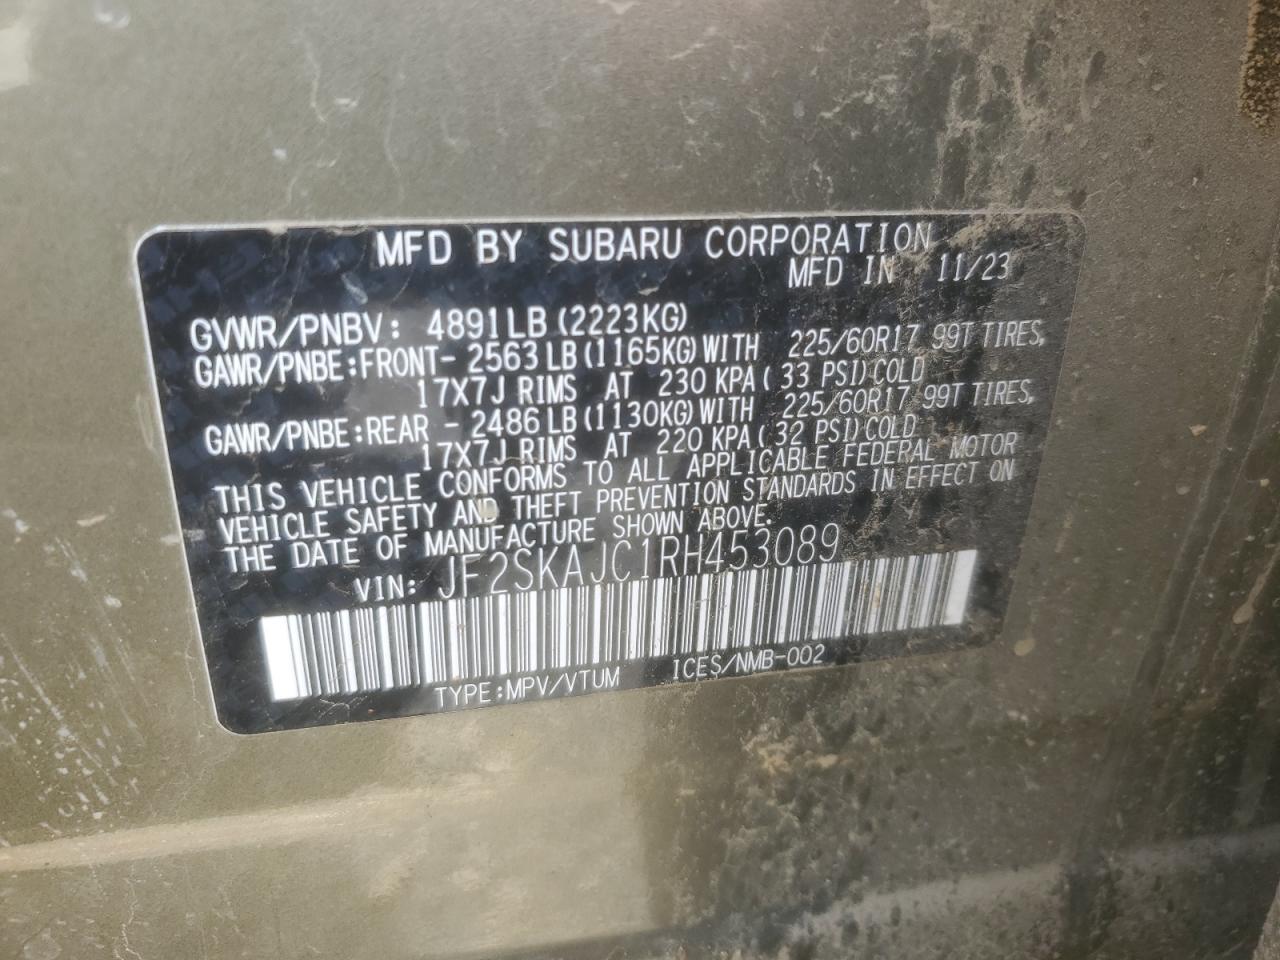 MFD BY SUBARU CORPORATION
MFD IN 11/23
GVWR/PNBV: 4891LB (2223KG)
GAWR/PNBE:FRONT- 2563LB(1165KG)WITH 225/60R17 99T TIRES,
17X7J RIMS AT 230 KPA( 33 PSI)COLD
GAWR/PNBE:REAR - 2486LB(1130KG)WITH 225/60R17 99T TIRES,
17X7J RIMS AT 220 KPA( 32 PSI)COLD
THIS VEHICLE CONFORMS TO ALL APPLICABLE FEDERAL MOTOR
VEHICLE SAFETY AND THEFT PREVENTION STANDARDS IN EFFECT ON
THE DATE OF MANUFACTURE SHOWN ABOVE.
VIN: JF2SKAJC1RH453089
TYPE:MPV/VTUM ICES/NMB-002